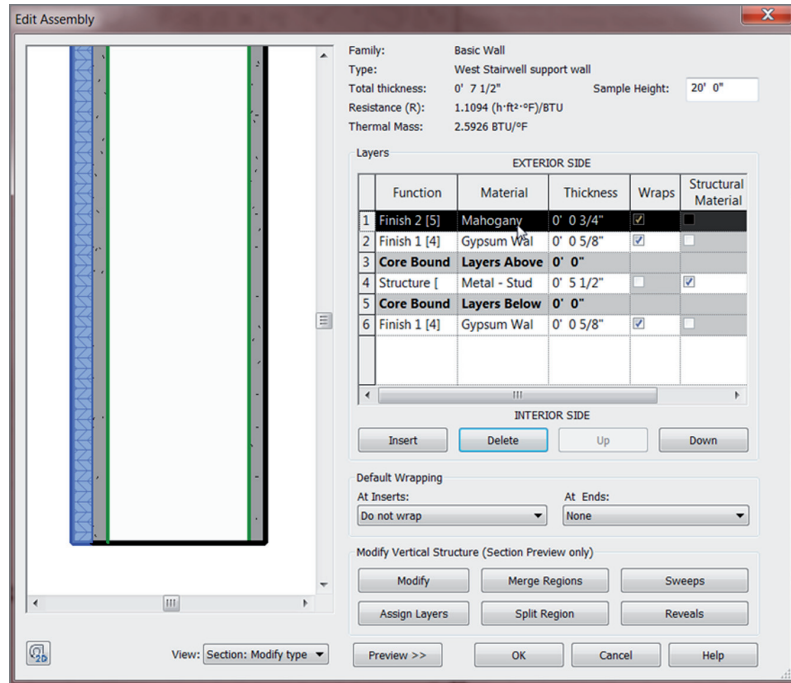 Edit Assembly
Family: Basic Wall
Type: West Stairwell support wall
Total thickness: 0' 7 1/2" Sample Height: 20' 0"
Resistance (R): 1.1094 (h·ft²·°F)/BTU
Thermal Mass: 2.5926 BTU/°F
Layers
EXTERIOR SIDE
Function Material Thickness Wraps Structural Material
1 Finish 2 [5] Mahogany 0' 0 3/4"
2 Finish 1 [4] Gypsum Wal 0' 0 5/8"
3 Core Bound Layers Above 0' 0"
4 Structure [ Metal - Stud 0' 5 1/2"
5 Core Bound Layers Below 0' 0"
6 Finish 1 [4] Gypsum Wal 0' 0 5/8"
INTERIOR SIDE
Insert Delete Up Down
Default Wrapping
At Inserts: At Ends:
Do not wrap None
Modify Vertical Structure (Section Preview only)
Modify Merge Regions Sweeps
Assign Layers Split Region Reveals
2D View: Section: Modify type Preview >> OK Cancel Help